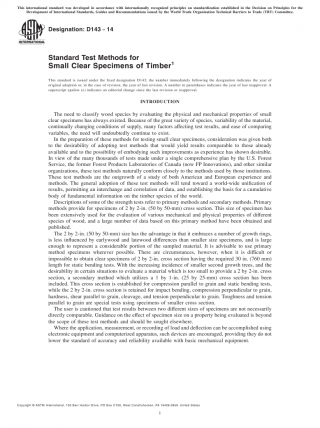 This international standard was developed in accordance with internationally recognized principles on standardization established in the Decision on Principles for the
Development of International Standards, Guides and Recommendations issued by the World Trade Organization Technical Barriers to Trade (TBT) Committee.
Designation: D143 − 14
INTERNATIONAL
Standard Test Methods for
Small Clear Specimens of Timber1
This standard is issued under the fixed designation D143; the number immediately following the designation indicates the year of
original adoption or, in the case of revision, the year of last revision. A number in parentheses indicates the year of last reapproval. A
superscript epsilon (ε) indicates an editorial change since the last revision or reapproval.
INTRODUCTION
The need to classify wood species by evaluating the physical and mechanical properties of small
clear specimens has always existed. Because of the great variety of species, variability of the material,
continually changing conditions of supply, many factors affecting test results, and ease of comparing
variables, the need will undoubtedly continue to exist.
In the preparation of these methods for testing small clear specimens, consideration was given both
to the desirability of adopting test methods that would yield results comparable to those already
available and to the possibility of embodying such improvements as experience has shown desirable.
In view of the many thousands of tests made under a single comprehensive plan by the U.S. Forest
Service, the former Forest Products Laboratories of Canada (now FP Innovations), and other similar
organizations, these test methods naturally conform closely to the methods used by those institutions.
These test methods are the outgrowth of a study of both American and European experience and
methods. The general adoption of these test methods will tend toward a world-wide unification of
results, permitting an interchange and correlation of data, and establishing the basis for a cumulative
body of fundamental information on the timber species of the world.
Descriptions of some of the strength tests refer to primary methods and secondary methods. Primary
methods provide for specimens of 2 by 2-in. (50 by 50-mm) cross section. This size of specimen has
been extensively used for the evaluation of various mechanical and physical properties of different
species of wood, and a large number of data based on this primary method have been obtained and
published.
The 2 by 2-in. (50 by 50-mm) size has the advantage in that it embraces a number of growth rings,
is less influenced by earlywood and latewood differences than smaller size specimens, and is large
enough to represent a considerable portion of the sampled material. It is advisable to use primary
method specimens wherever possible. There are circumstances, however, when it is difficult or
impossible to obtain clear specimens of 2 by 2-in. cross section having the required 30 in. (760 mm)
length for static bending tests. With the increasing incidence of smaller second growth trees, and the
desirability in certain situations to evaluate a material which is too small to provide a 2 by 2-in. cross
section, a secondary method which utilizes a 1 by 1-in. (25 by 25-mm) cross section has been
included. This cross section is established for compression parallel to grain and static bending tests,
while the 2 by 2-in. cross section is retained for impact bending, compression perpendicular to grain,
hardness, shear parallel to grain, cleavage, and tension perpendicular to grain. Toughness and tension
parallel to grain are special tests using specimens of smaller cross section.
The user is cautioned that test results between two different sizes of specimens are not necessarily
directly comparable. Guidance on the effect of specimen size on a property being evaluated is beyond
the scope of these test methods and should be sought elsewhere.
Where the application, measurement, or recording of load and deflection can be accomplished using
electronic equipment and computerized apparatus, such devices are encouraged, providing they do not
lower the standard of accuracy and reliability available with basic mechanical equipment.
Copyright © ASTM International, 100 Barr Harbor Drive, PO Box C700, West Conshohocken, PA 19428-2959. United States
1